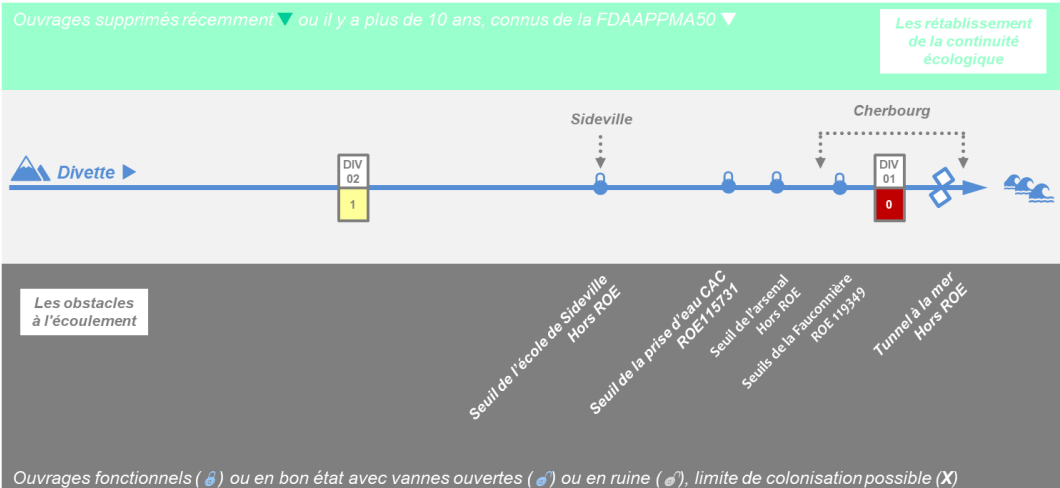 Ouvrages supprimés récemment ▼ ou il y a plus de 10 ans, connus de la FDAAPPMA50 ▼
Les rétablissement
de la continuité
écologique
Sideville
Cherbourg
Divette ▶
DIV
02
1
DIV
01
0
Les obstacles
à l'écoulement
Seuil de l'école de Sideville
Hors ROE
Seuil de la prise d'eau CAC
ROE115731
Seuil de l'arsenal
Hors ROE
Seuils de la Fauconnière
ROE 119349
Tunnel à la mer
Hors ROE
Ouvrages fonctionnels (🔒) ou en bon état avec vannes ouvertes (🔓) ou en ruine (🔓), limite de colonisation possible (X)